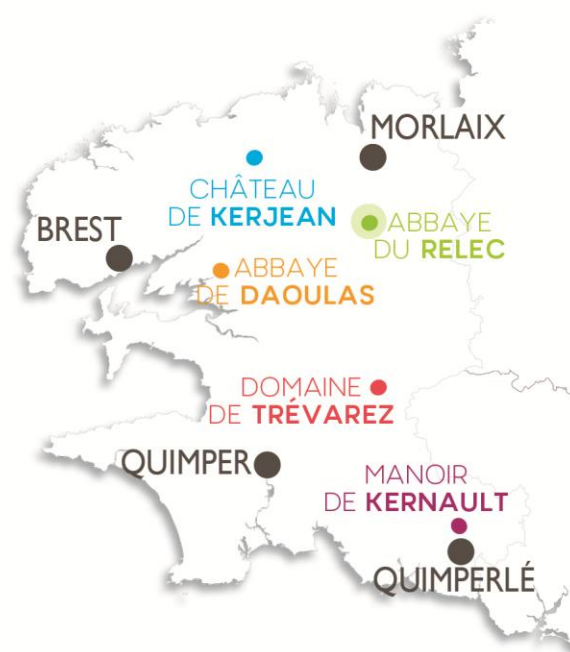 MORLAIX
CHÂTEAU
DE KERJEAN
BREST
ABBAYE
DU RELEC
ABBAYE
DE DAOULAS
DOMAINE
DE TRÉVAREZ
QUIMPER
MANOIR
DE KERNAULT
QUIMPERLÉ